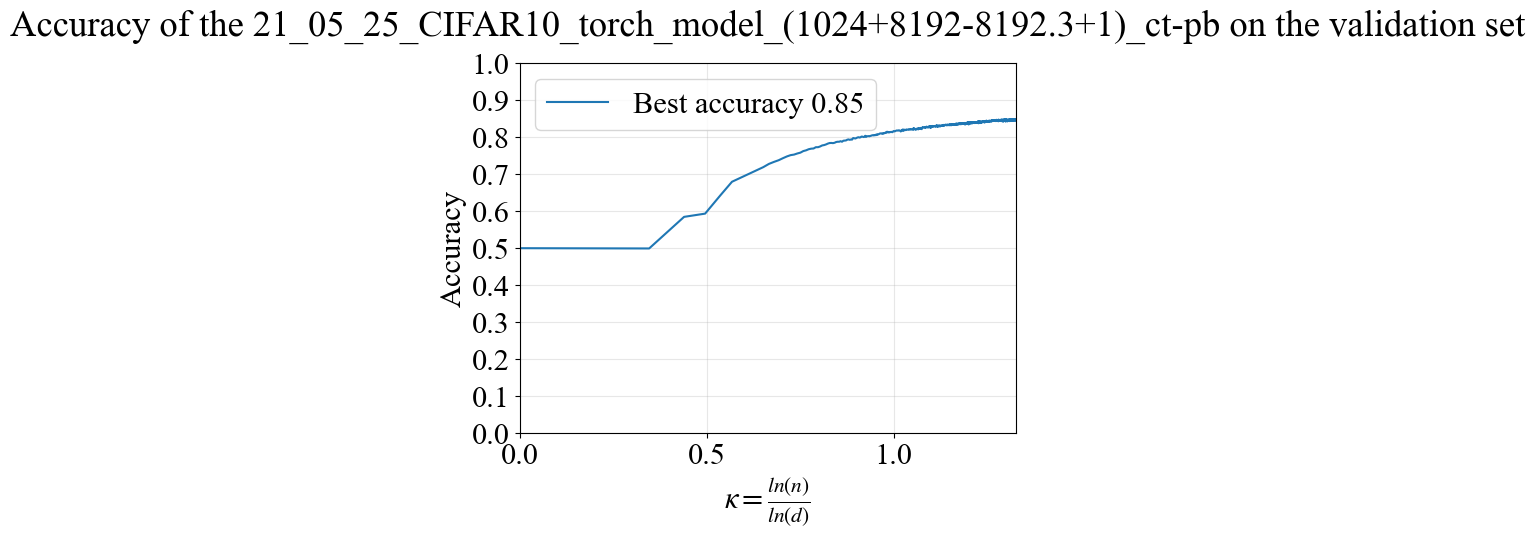 Accuracy of the 21_05_25_CIFAR10_torch_model_(1024+8192-8192.3+1)_ct-pb on the validation set
Best accuracy 0.85
Accuracy
1.0
0.9
0.8
0.7
0.6
0.5
0.4
0.3
0.2
0.1
0.0
0.0 0.5 1.0
κ = ln(n) / ln(d)